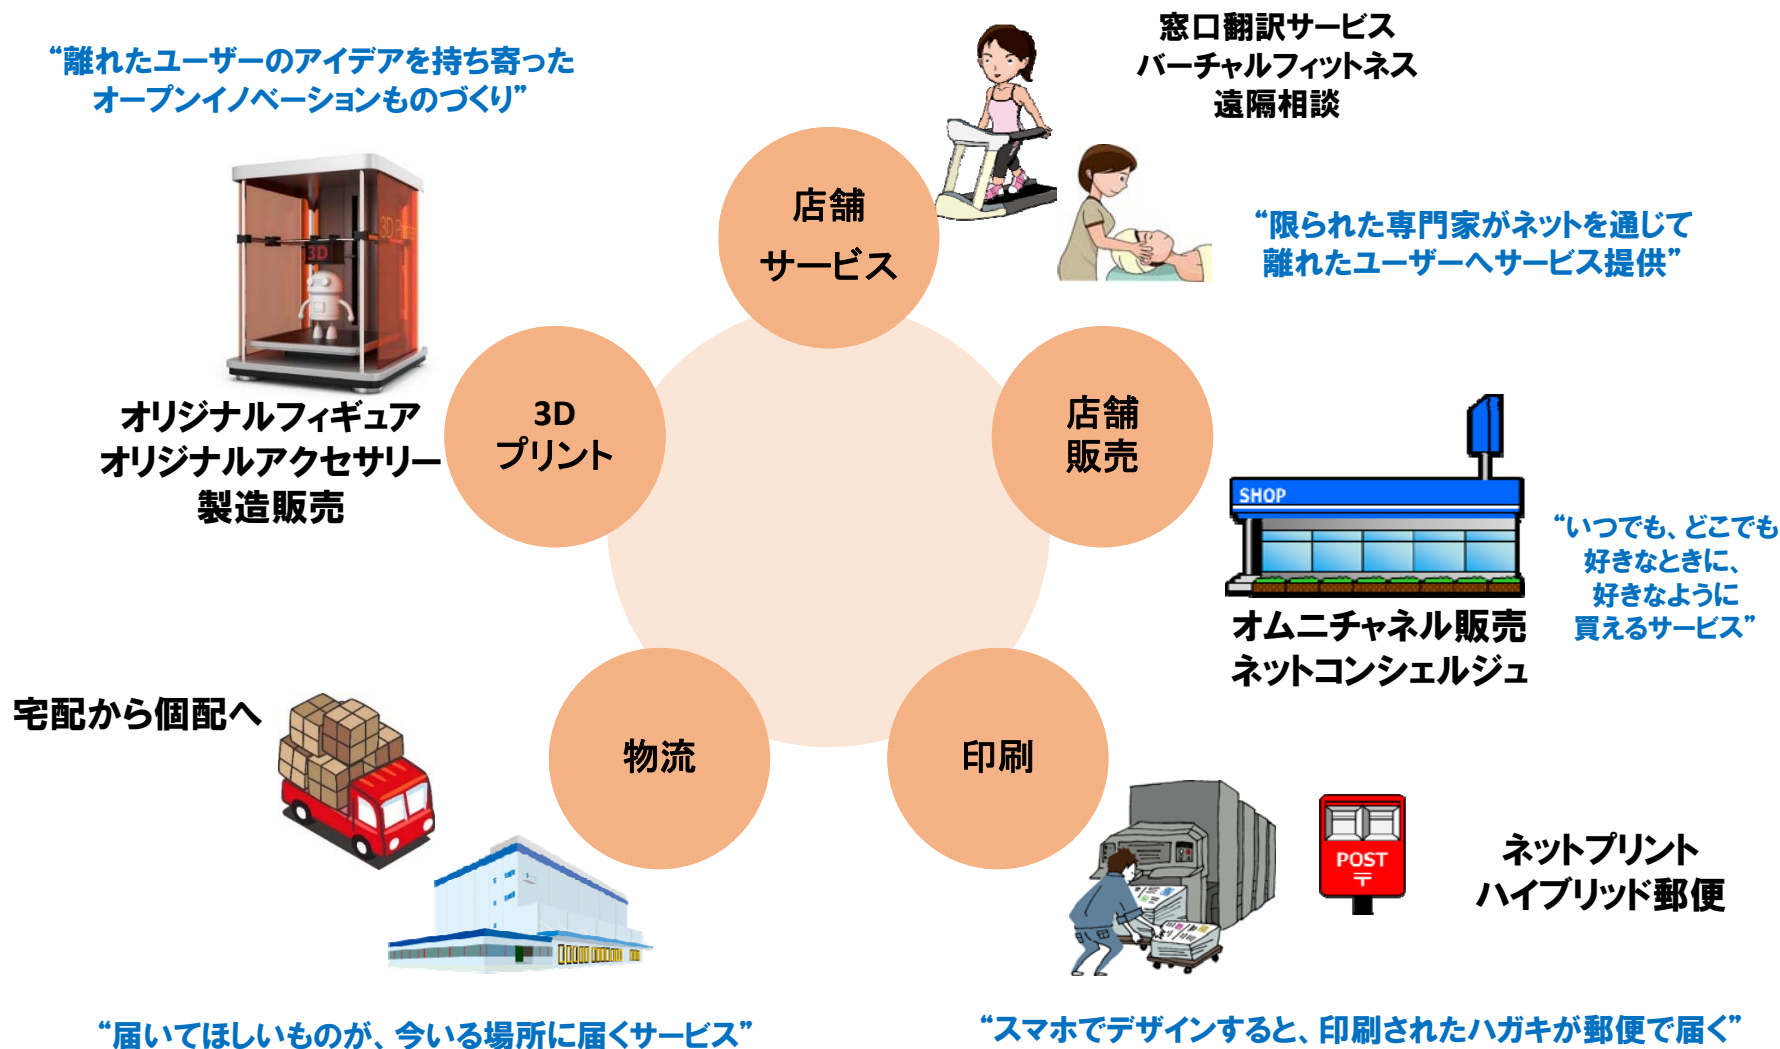 “離れたユーザーのアイデアを持ち寄った
オープンイノベーションものづくり”
窓口翻訳サービス
バーチャルフィットネス
遠隔相談
“限られた専門家がネットを通じて
離れたユーザーへサービス提供”
店舗
サービス
3D
オリジナルフィギュア
オリジナルアクセサリー
製造販売
3D
プリント
店舗
販売
SHOP
“いつでも、どこでも
好きなときに、
好きなように
買えるサービス”
オムニチャネル販売
ネットコンシェルジュ
宅配から個配へ
物流
印刷
POST
〒
ネットプリント
ハイブリッド郵便
“届いてほしいものが、今いる場所に届くサービス”
“スマホでデザインすると、印刷されたハガキが郵便で届く”